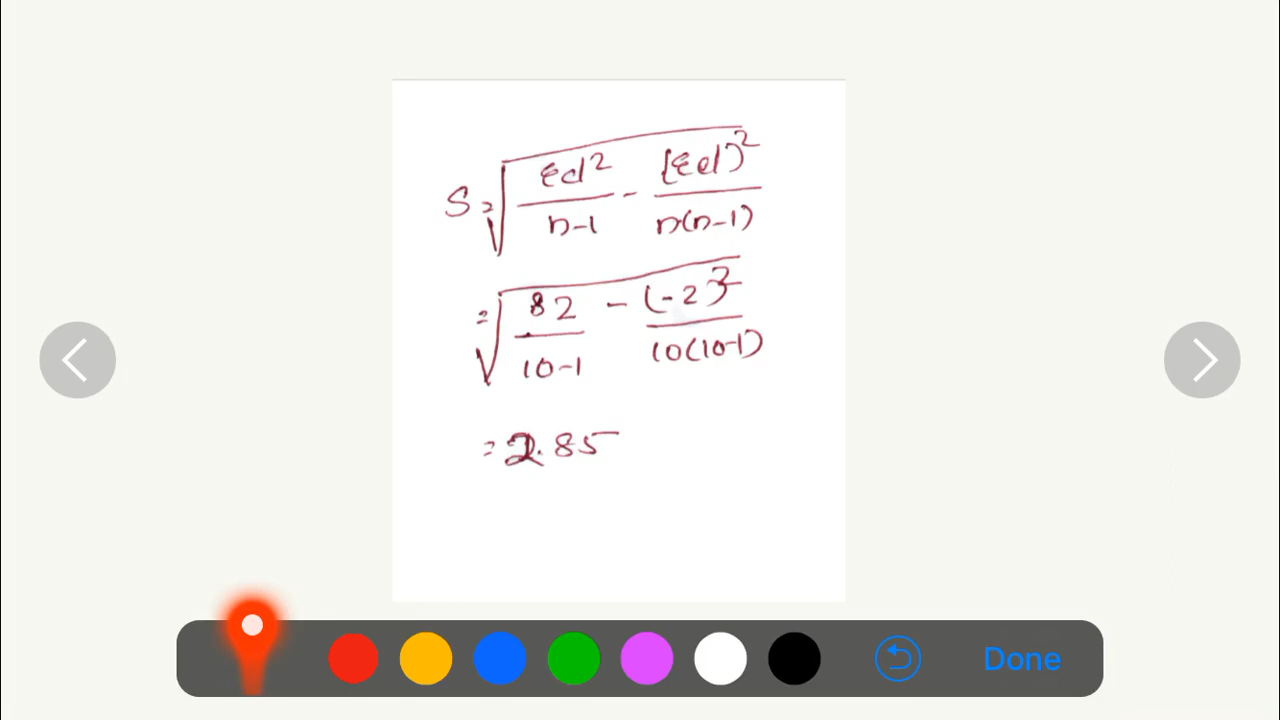 S = √ Σd² / n-1 - (Σd)² / n(n-1)
= √ 82 / 10-1 - (-2)² / 10(10-1)
= 2.85
Done